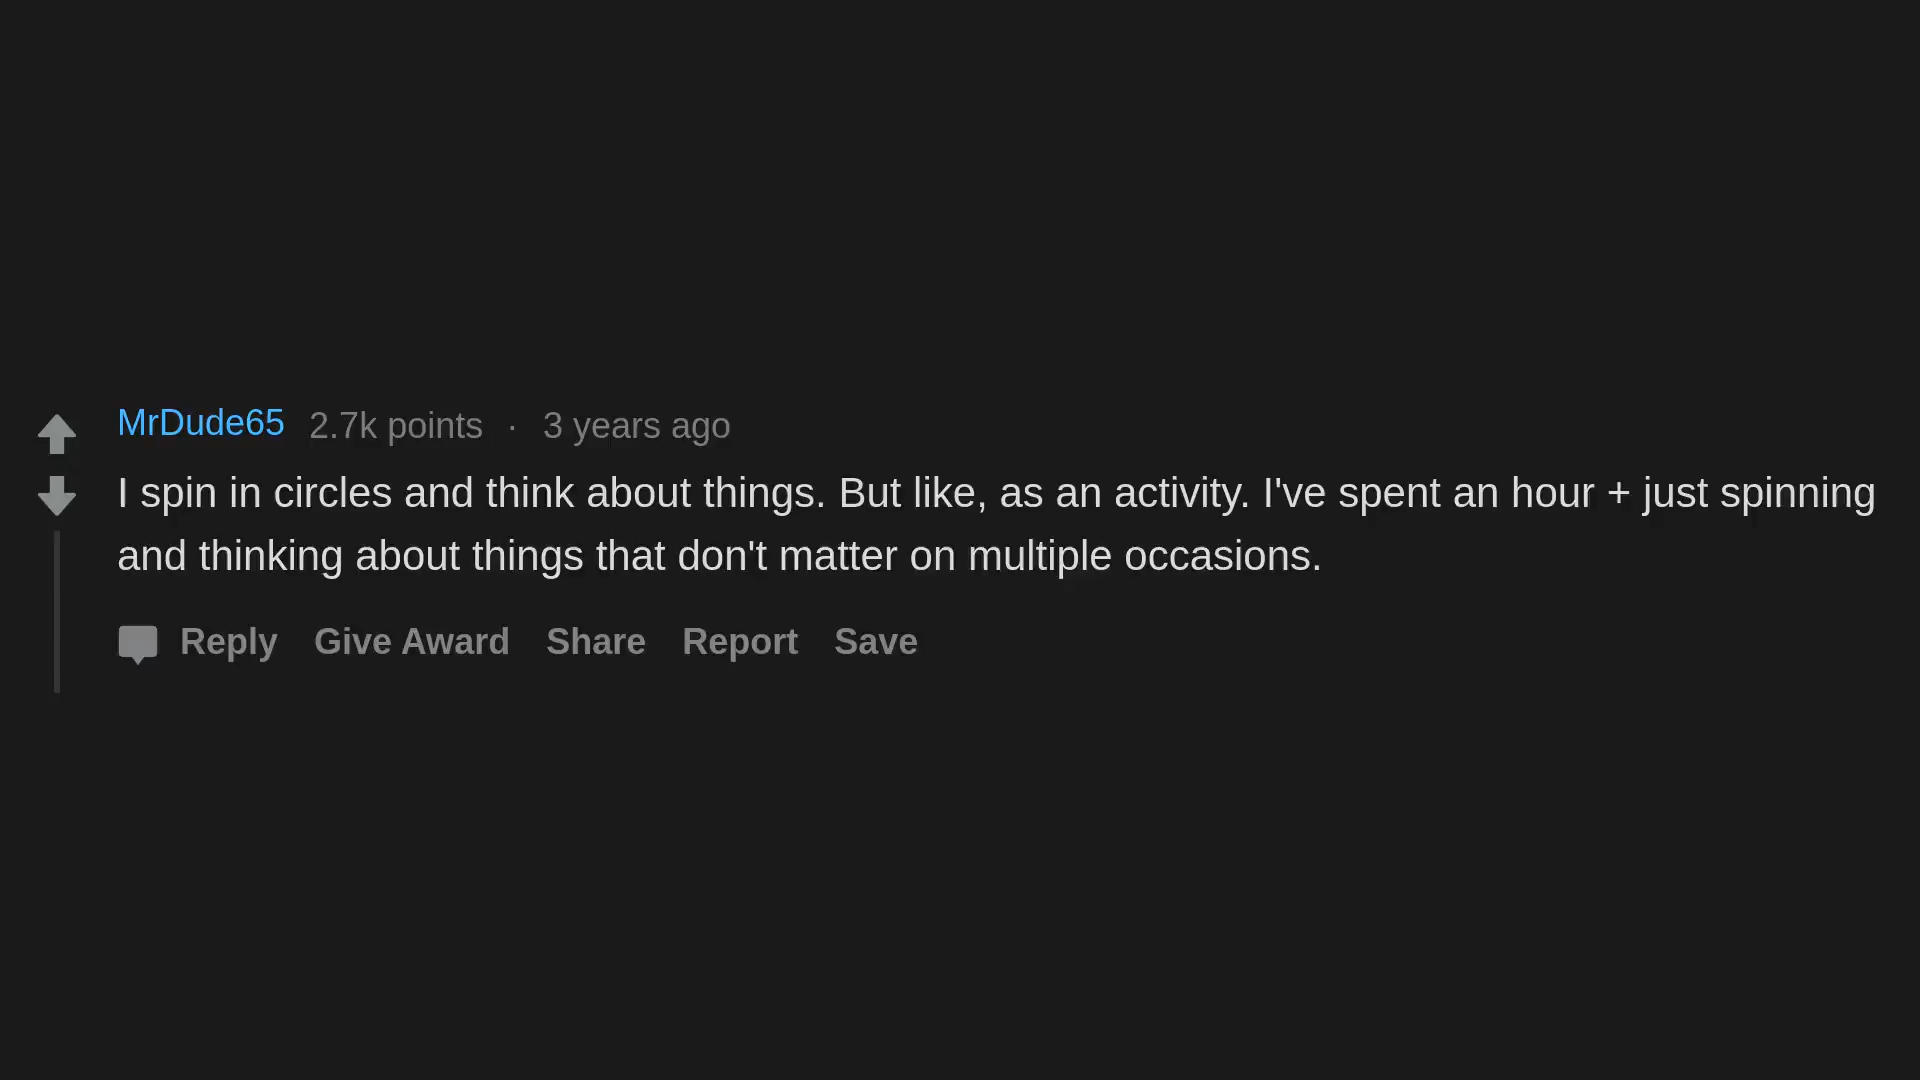 MrDude65 2.7k points · 3 years ago
I spin in circles and think about things. But like, as an activity. I've spent an hour + just spinning
and thinking about things that don't matter on multiple occasions.
Reply Give Award Share Report Save